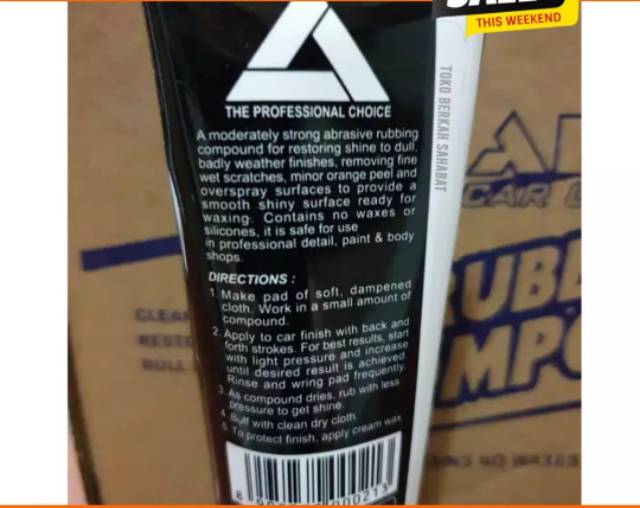 SALE
THIS WEEKEND
TOKO BERKAH SAHABAT
THE PROFESSIONAL CHOICE
A moderately strong abrasive rubbing
compound for restoring shine to dull,
badly weather finishes, removing fine
wet scratches, minor orange peel and
overspray surfaces to provide a
smooth shiny surface ready for
waxing. Contains no waxes or
silicones, it is safe for use
in professional detail, paint & body
shops.
DIRECTIONS :
1. Make pad of soft, dampened
cloth. Work in a small amount of
compound.
2. Apply to car finish with back and
forth strokes. For best results, start
with light pressure and increase
until desired result is achieved.
Rinse and wring pad frequently.
3. As compound dries, rub with less
pressure to get shine.
4. Buff with clean dry cloth.
5. To protect finish, apply cream wax.
000213
CAR
RUBB
MPO
NS NO WAXES
CLEA
RESTO
BULL